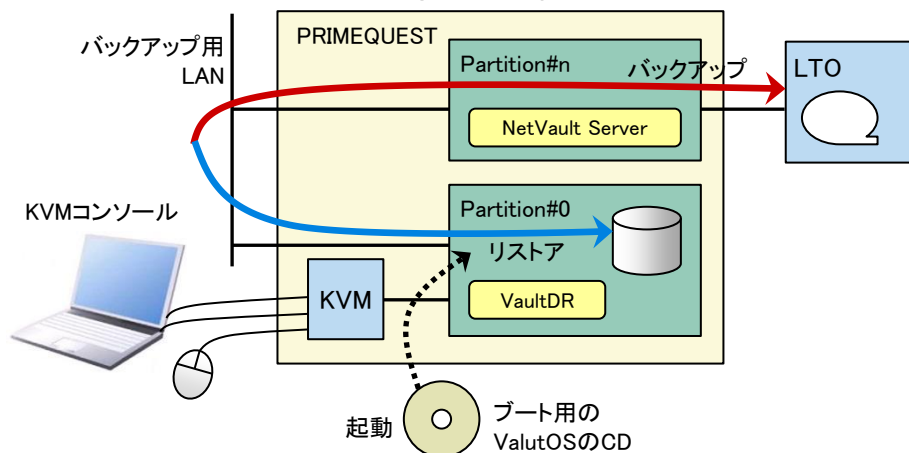 PRIMEQUEST
バックアップ用
LAN
Partition#n
バックアップ
LTO
NetVault Server
KVMコンソール
Partition#0
リストア
KVM
VaultDR
起動
ブート用の
ValutOSのCD